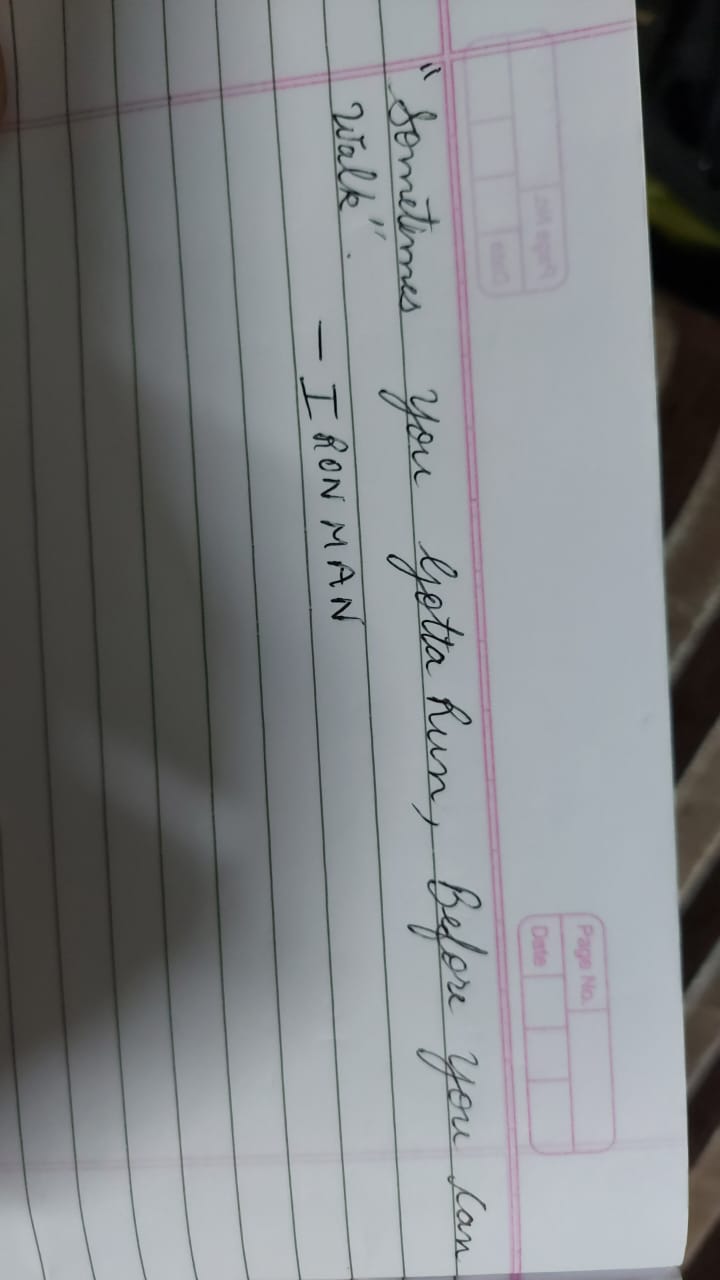 Page No.
Date
"Sometimes you Gotta Run, Before you can
Walk".
- IRON MAN
Page No.
Date